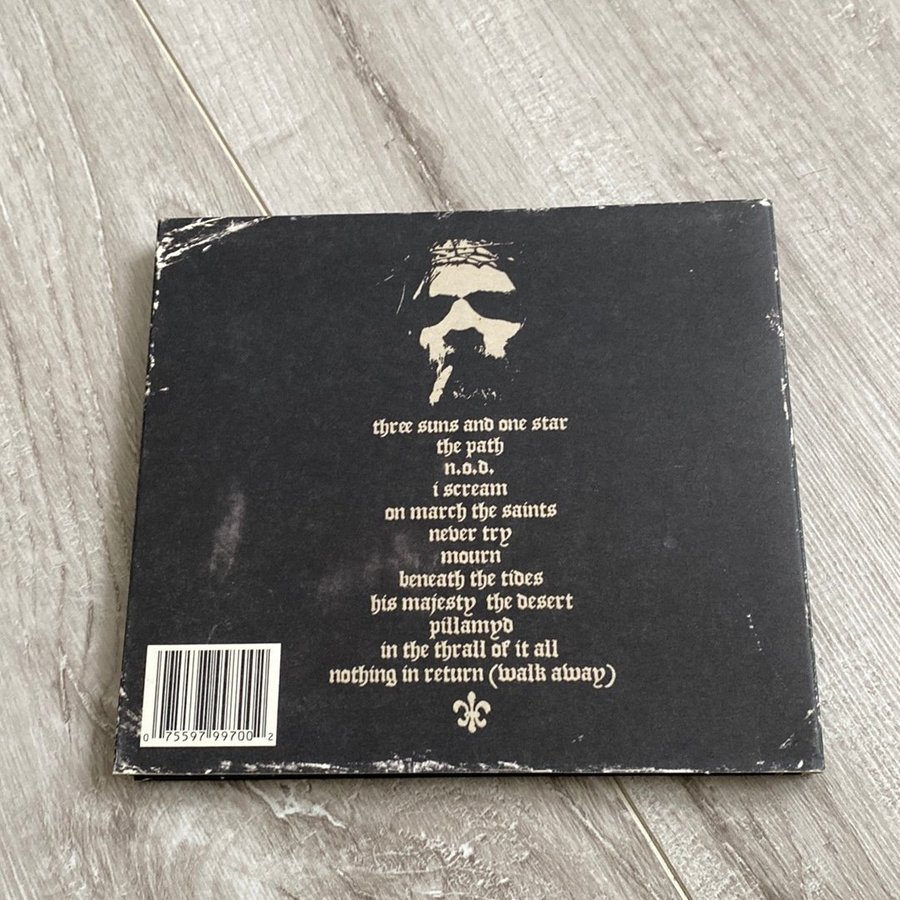 three suns and one star
the path
n.o.d.
i scream
on march the saints
never try
mourn
beneath the tides
his majesty the desert
pillamyd
in the thrall of it all
nothing in return (walk away)
0 75597 99700 2